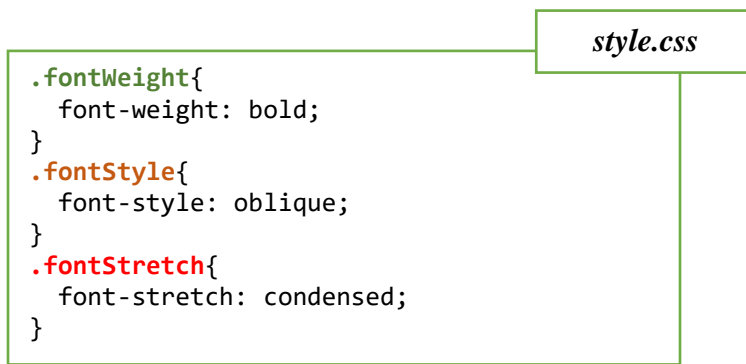 style.css
.fontWeight{
  font-weight: bold;
}
.fontStyle{
  font-style: oblique;
}
.fontStretch{
  font-stretch: condensed;
}